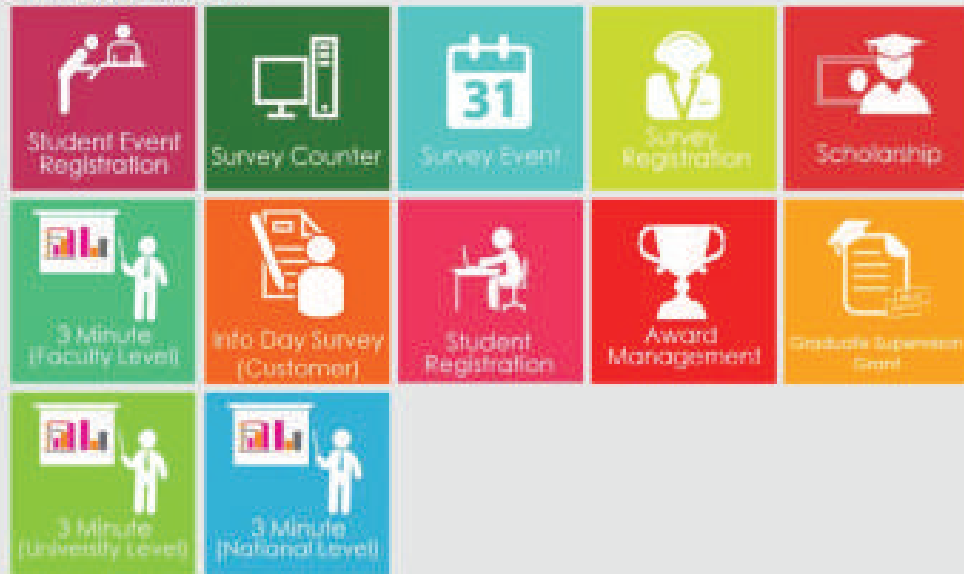 Student Event
Registration
Survey Counter
31
Survey Event
Survey
Registration
Scholarship
3 Minute
(Faculty Level)
Info Day Survey
(Customer)
Student
Registration
Award
Management
Graduate Supervision
Grant
3 Minute
(University Level)
3 Minute
(National Level)